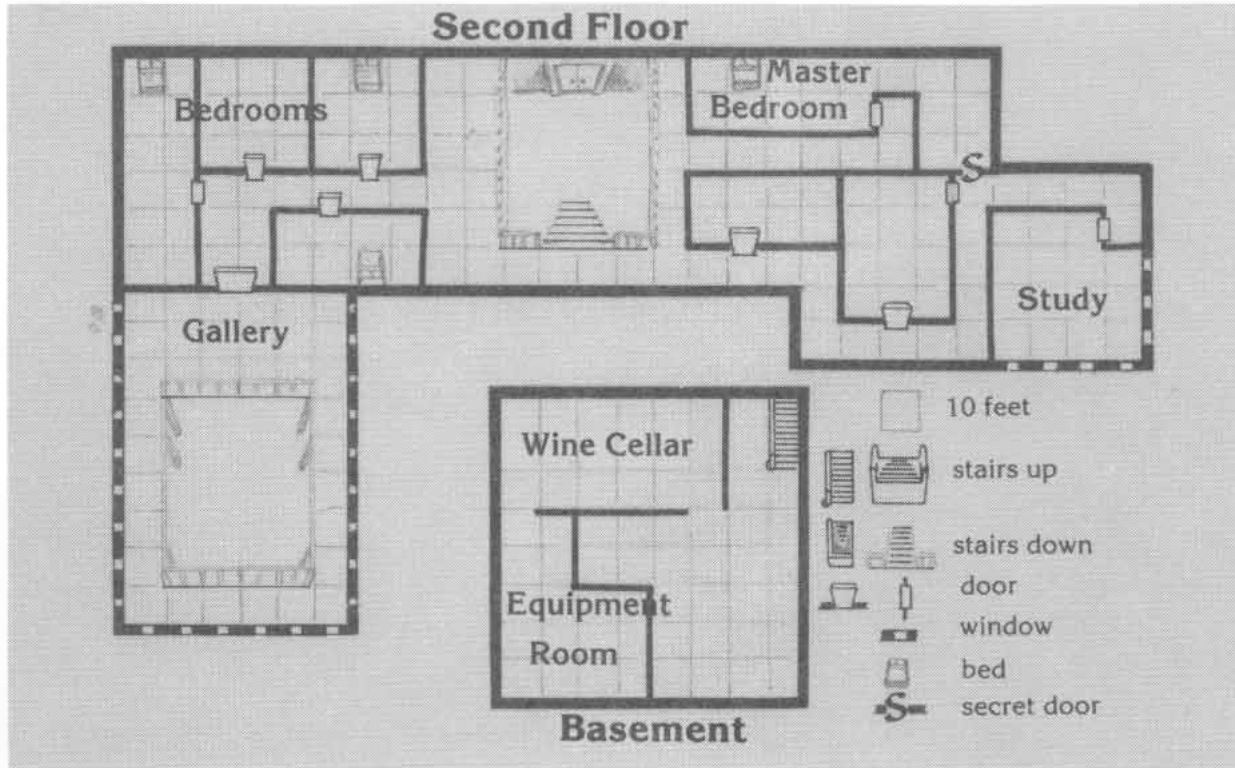 Second Floor
Bedrooms
Master
Bedroom
Gallery
Study
Wine Cellar
Equipment
Room
Basement
10 feet
stairs up
stairs down
door
window
bed
S
S
secret door